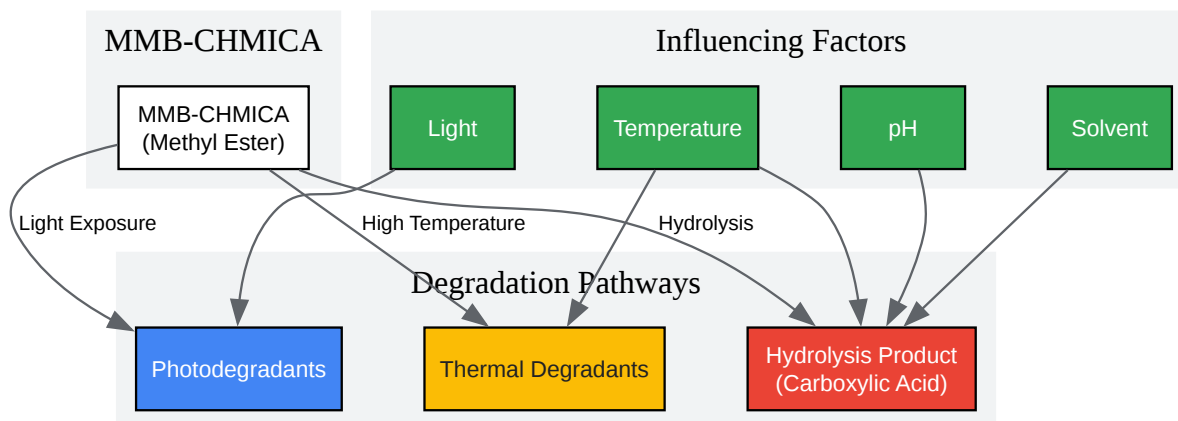 MMB-CHMICA
Influencing Factors
MMB-CHMICA
(Methyl Ester)
Light
Temperature
pH
Solvent
Light Exposure
High Temperature
Hydrolysis
Degradation Pathways
Photodegradants
Thermal Degradants
Hydrolysis Product
(Carboxylic Acid)